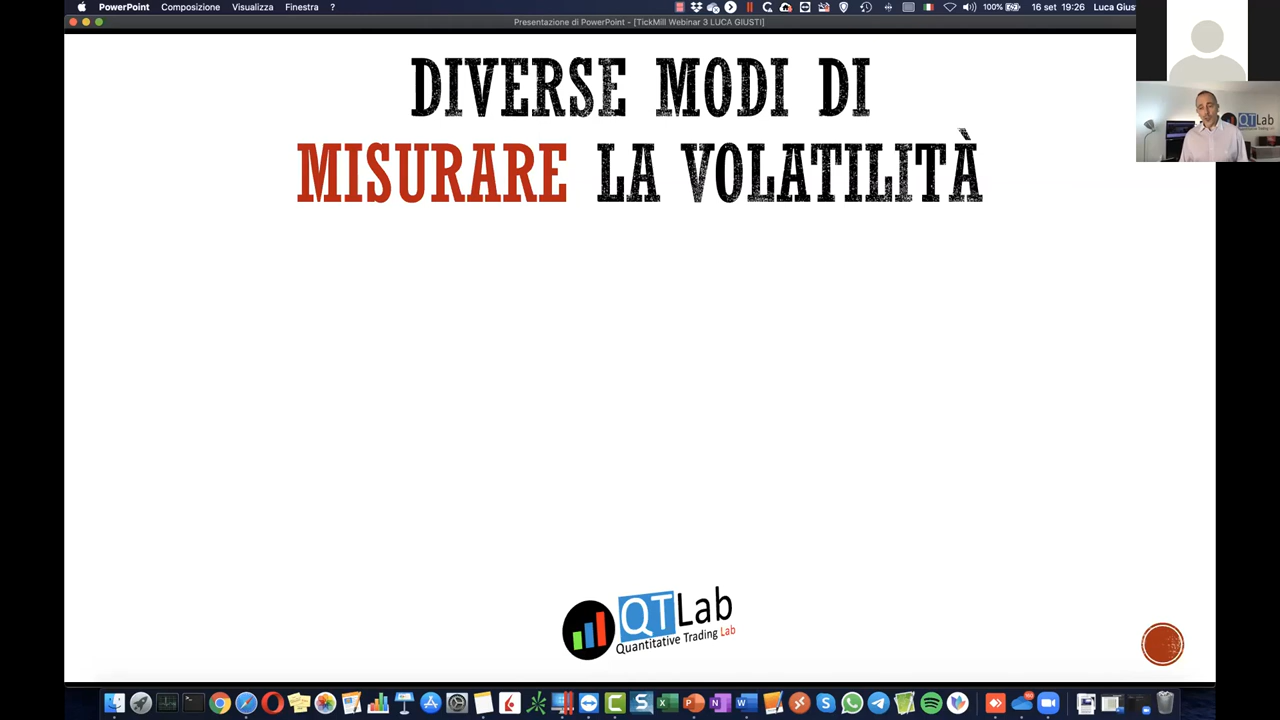 PowerPoint Composizione Visualizza Finestra ? 100% 16 set 19:26 Luca Gius
Presentazione di PowerPoint - [TickMill Webinar 3 LUCA GIUSTI]
DIVERSE MODI DI
MISURARE LA VOLATILITÀ
QTLab
QTLab
Quantitative Trading Lab